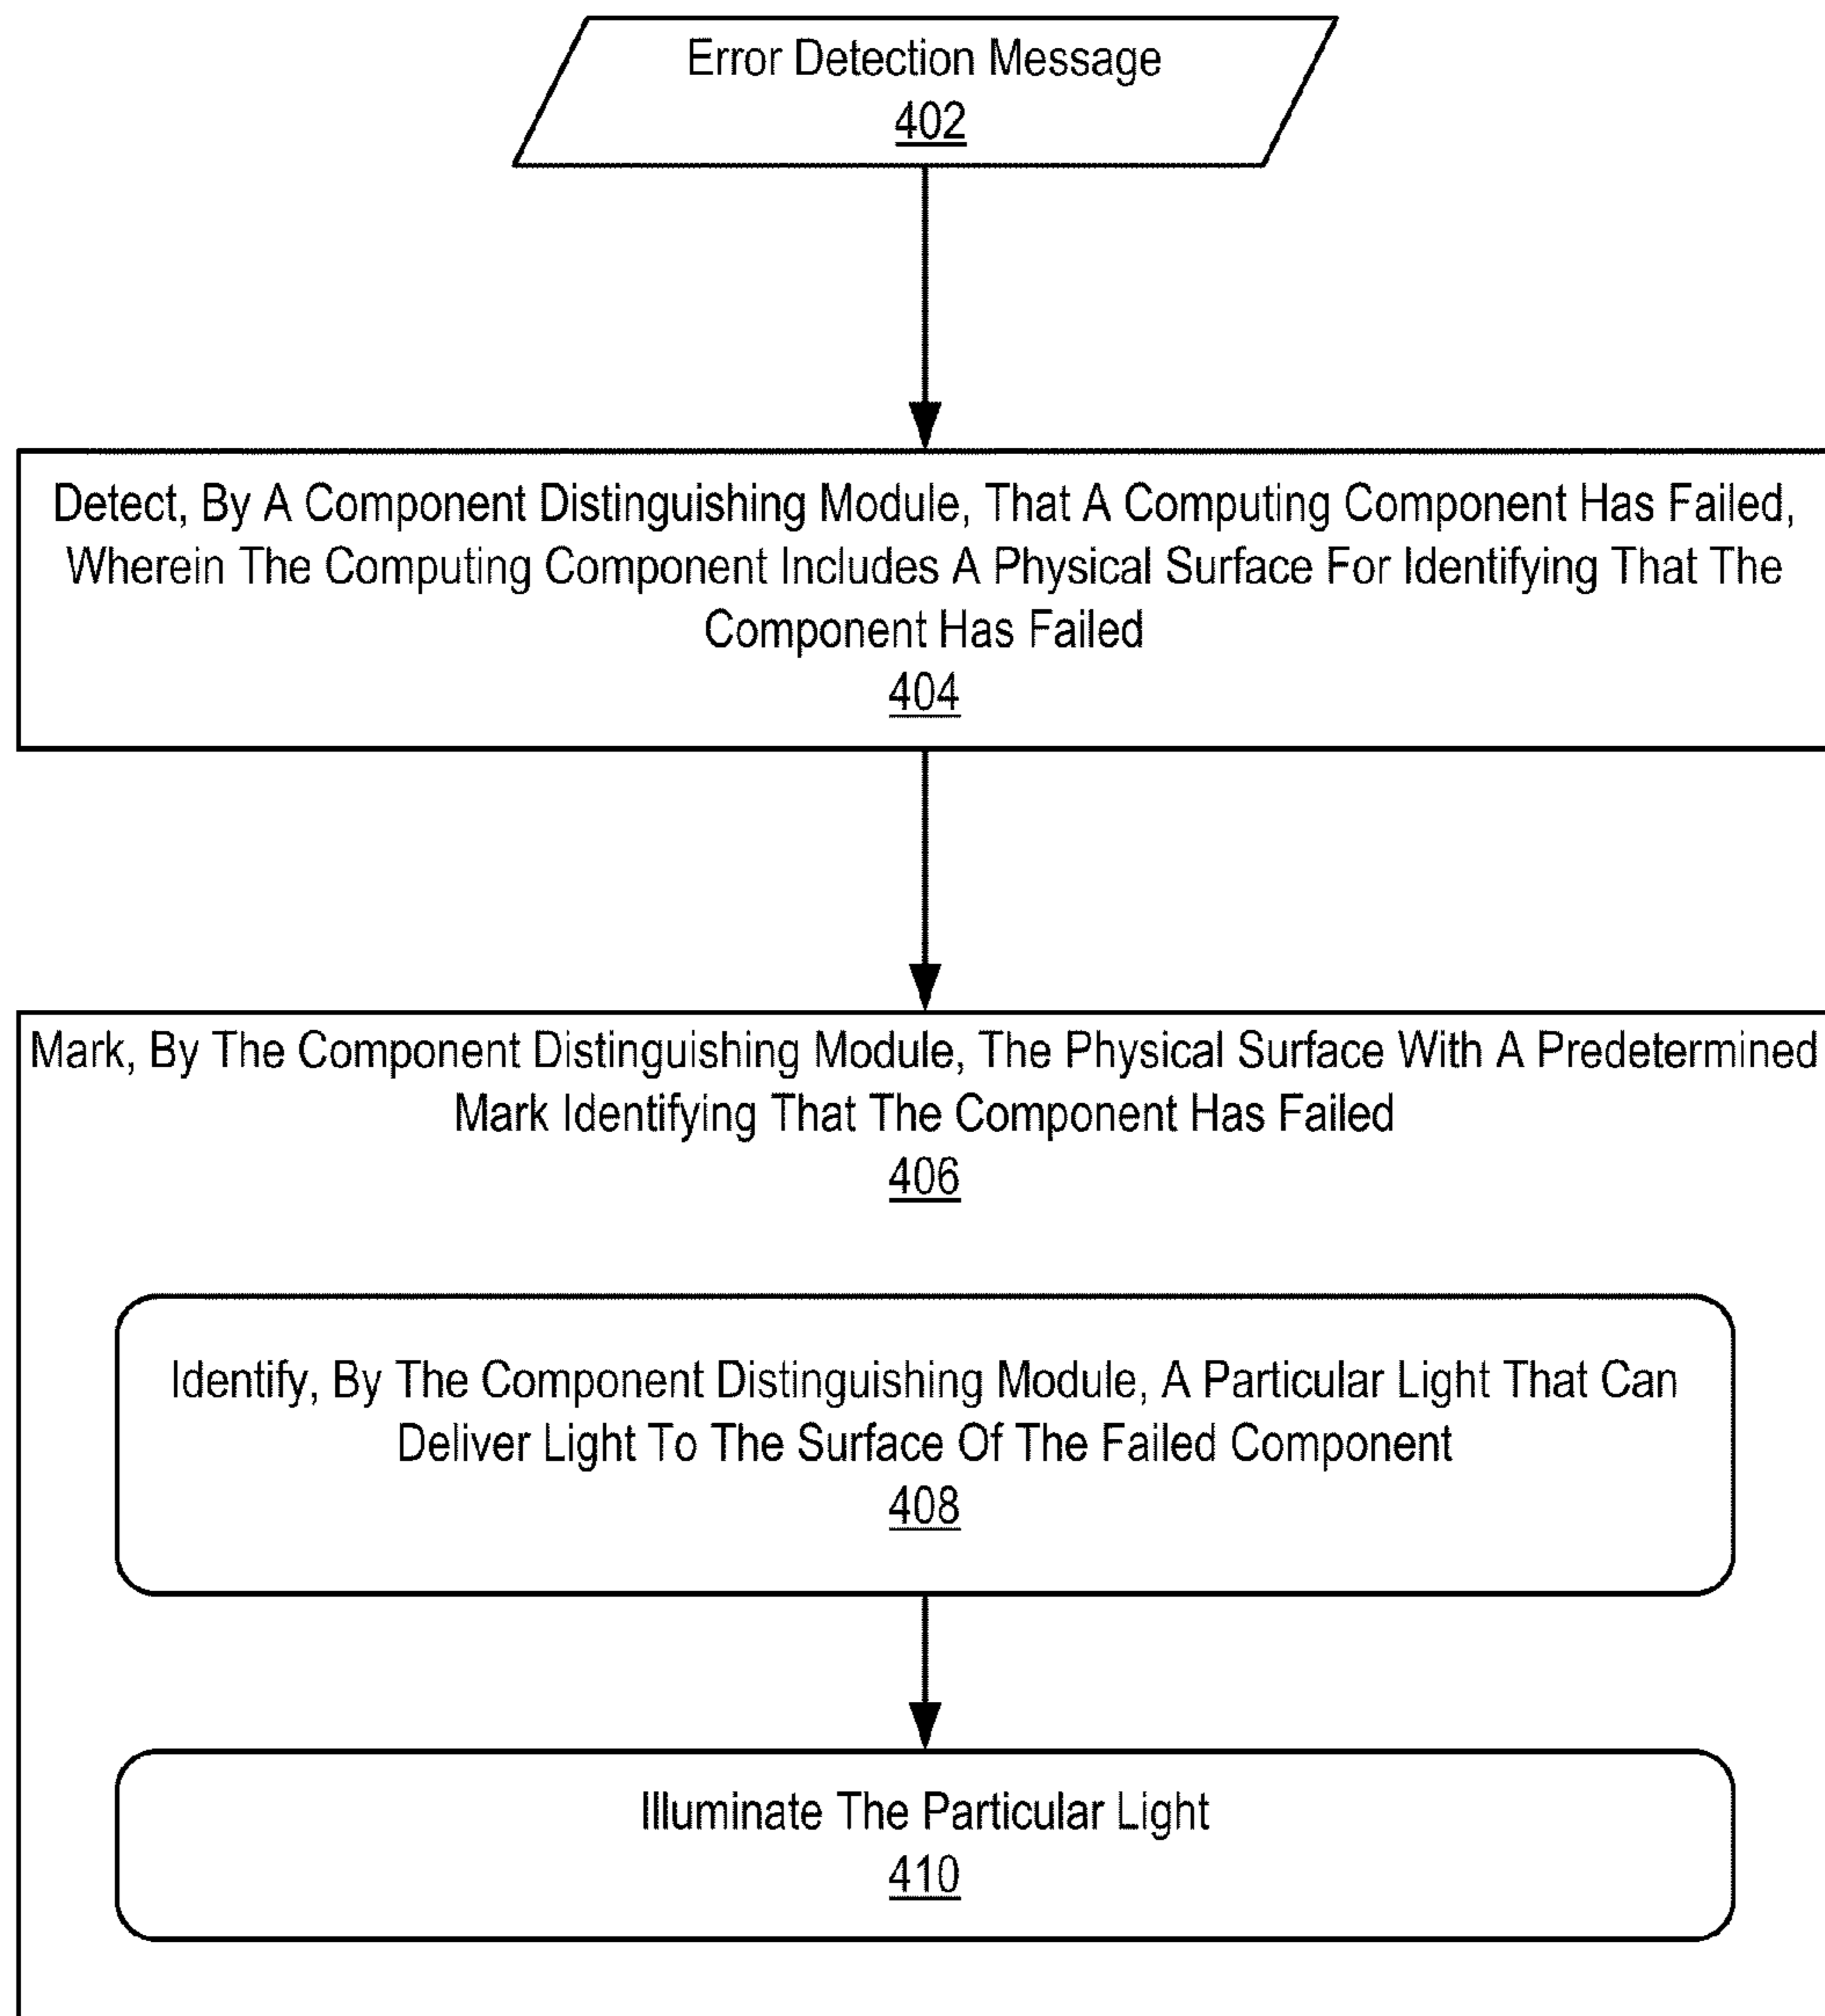 Error Detection Message
402
Detect, By A Component Distinguishing Module, That A Computing Component Has Failed,
Wherein The Computing Component Includes A Physical Surface For Identifying That The
Component Has Failed
404
Mark, By The Component Distinguishing Module, The Physical Surface With A Predetermined
Mark Identifying That The Component Has Failed
406
Identify, By The Component Distinguishing Module, A Particular Light That Can
Deliver Light To The Surface Of The Failed Component
408
Illuminate The Particular Light
410